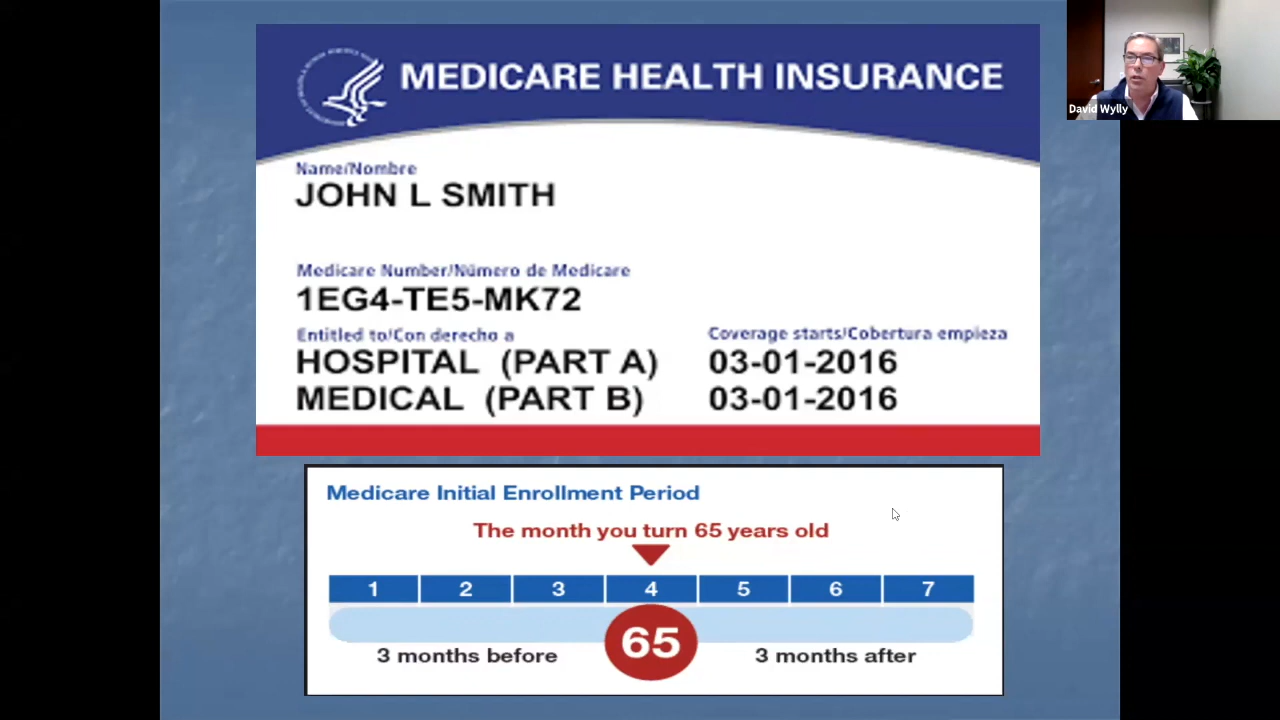 MEDICARE HEALTH INSURANCE
David Wylly
Name/Nombre
JOHN L SMITH
Medicare Number/Número de Medicare
1EG4-TE5-MK72
Entitled to/Con derecho a
Coverage starts/Cobertura empieza
HOSPITAL (PART A) 03-01-2016
MEDICAL (PART B) 03-01-2016
Medicare Initial Enrollment Period
The month you turn 65 years old
1 2 3 4 5 6 7
65
3 months before 3 months after